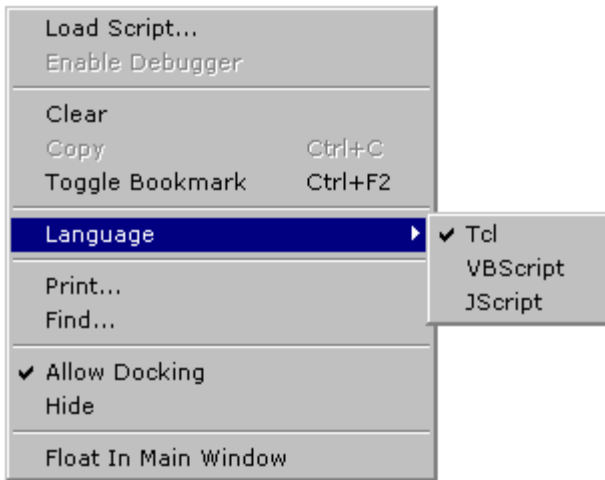 Load Script...
Enable Debugger
Clear
Copy Ctrl+C
Toggle Bookmark Ctrl+F2
Language
Tcl
VBScript
JScript
Print...
Find...
Allow Docking
Hide
Float In Main Window